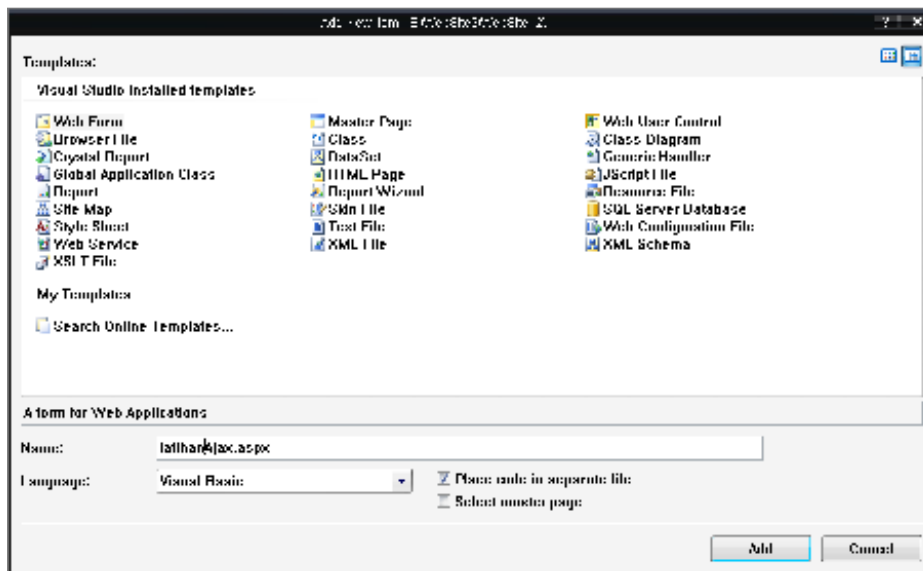 Add New Item -
Templates:
Visual Studio installed templates
Web Form Master Page Web User Control
Browser File Class Class Diagram
Crystal Report DataSet Generic Handler
Global Application Class HTML Page JScript File
Report Report Wizard Resource File
Site Map Skin File SQL Server Database
Style Sheet Text File Web Configuration File
Web Service XML File XML Schema
XSLT File
My Templates
Search Online Templates...
A form for Web Applications
Name: latihanAjax.aspx
Language: Visual Basic Place code in separate file
Select master page
Add Cancel